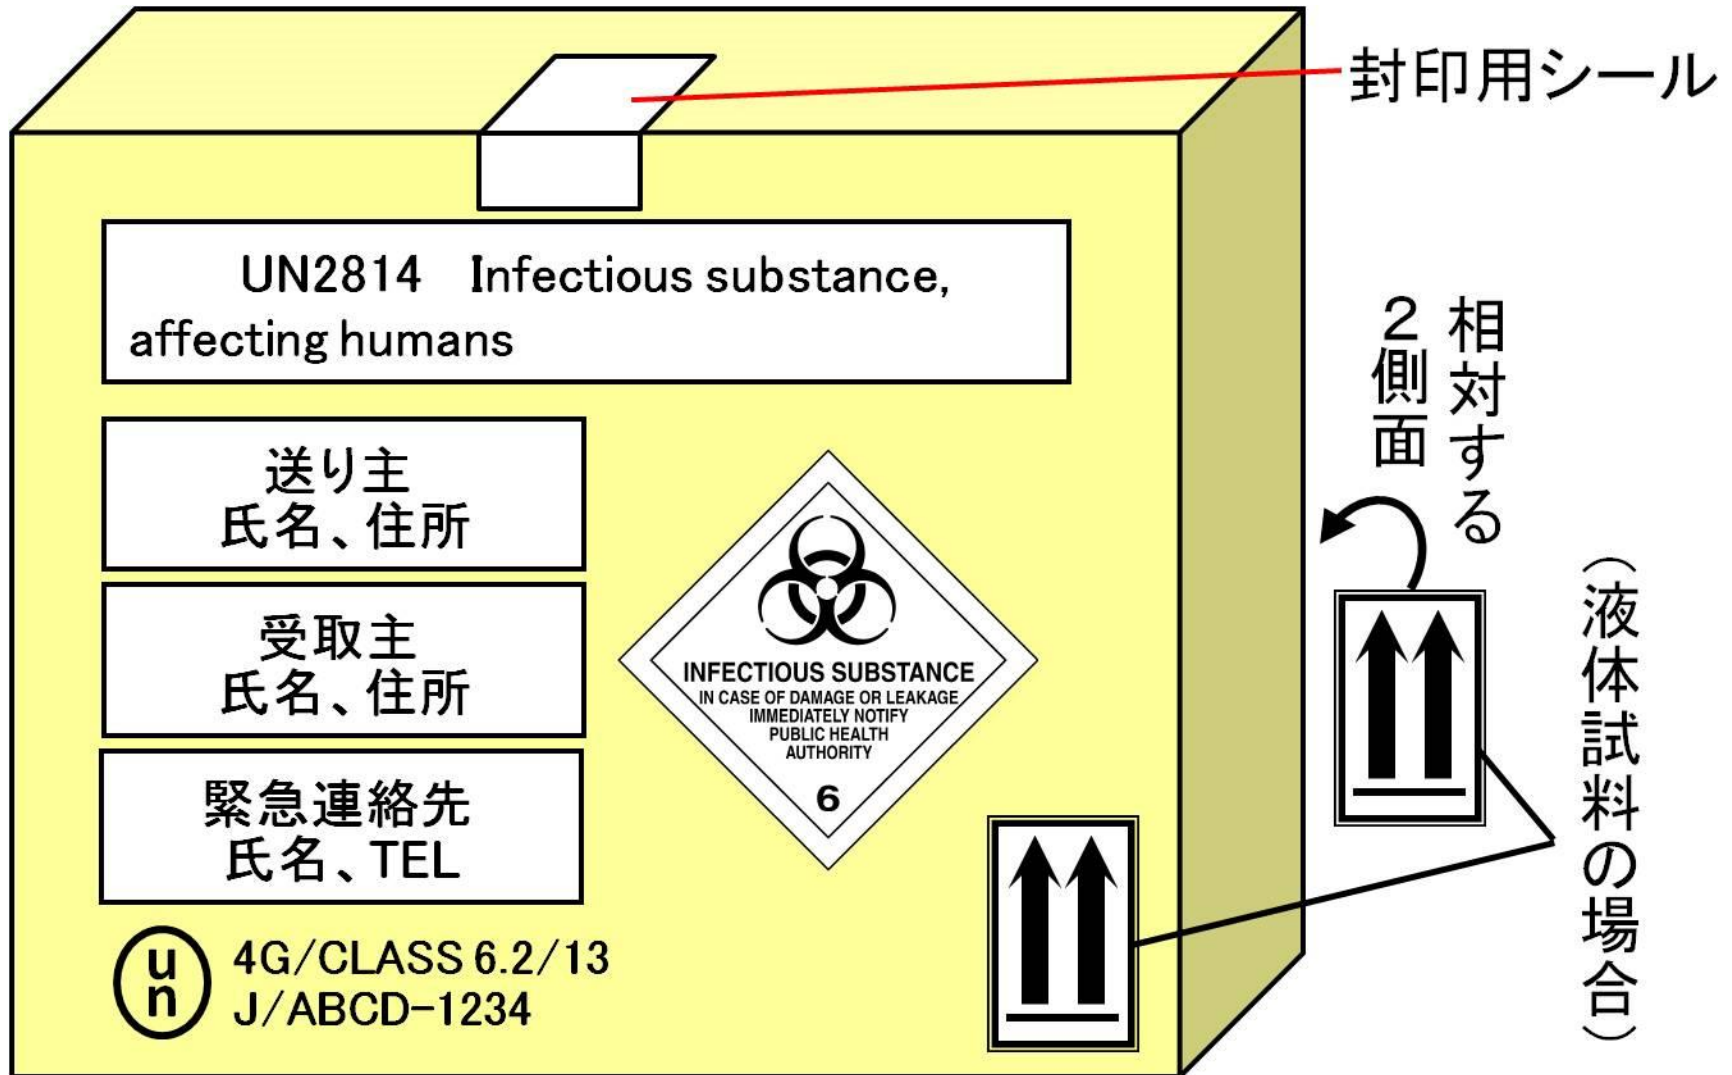 封印用シール
UN2814　Infectious substance,
affecting humans
送り主
氏名、住所
受取主
氏名、住所
緊急連絡先
氏名、TEL
INFECTIOUS SUBSTANCE
IN CASE OF DAMAGE OR LEAKAGE
IMMEDIATELY NOTIFY
PUBLIC HEALTH
AUTHORITY
6
un
4G/CLASS 6.2/13
J/ABCD-1234
相対する
２側面
（液体試料の場合）